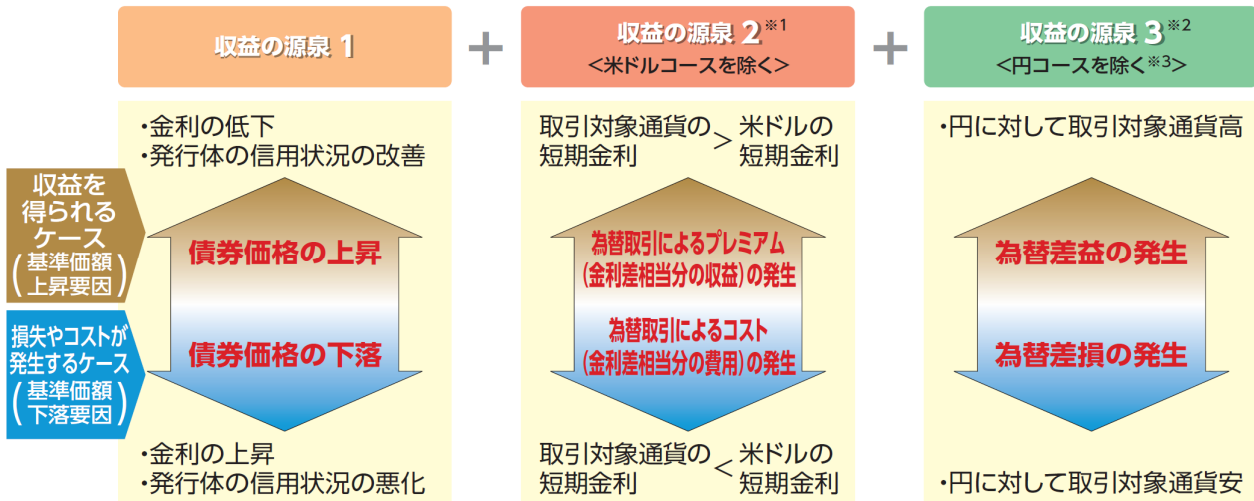 収益の源泉 1
+
収益の源泉 2※1
<米ドルコースを除く>
+
収益の源泉 3※2
<円コースを除く※3>
収益を
得られる
ケース
(基準価額
上昇要因)
損失やコストが
発生するケース
(基準価額
下落要因)
・金利の低下
・発行体の信用状況の改善
債券価格の上昇
債券価格の下落
・金利の上昇
・発行体の信用状況の悪化
取引対象通貨の
短期金利
>
米ドルの
短期金利
為替取引によるプレミアム
(金利差相当分の収益)の発生
為替取引によるコスト
(金利差相当分の費用)の発生
取引対象通貨の
短期金利
<
米ドルの
短期金利
・円に対して取引対象通貨高
為替差益の発生
為替差損の発生
・円に対して取引対象通貨安